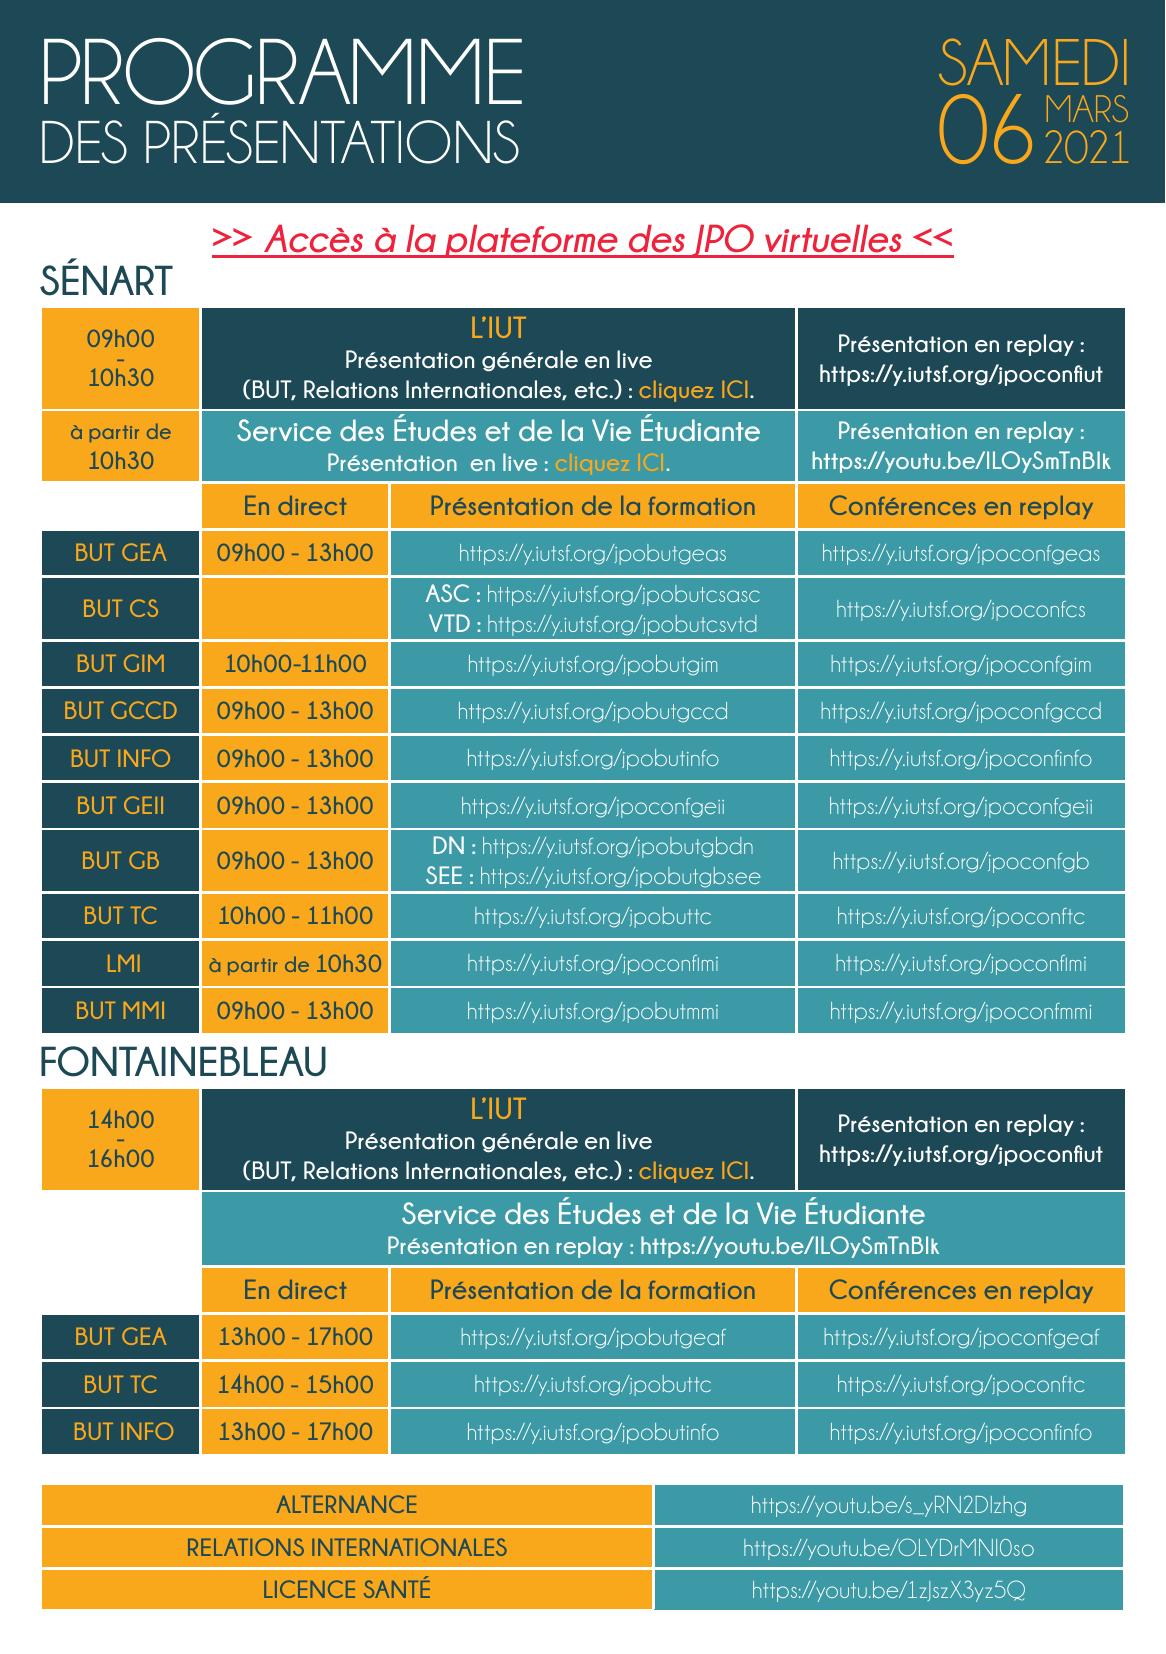 PROGRAMME
DES PRÉSENTATIONS
SAMEDI
06 MARS
2021
>> Accès à la plateforme des JPO virtuelles <<
SÉNART
09h00
-
10h30
L'IUT
Présentation générale en live
(BUT, Relations Internationales, etc.) : cliquez ICI.
Présentation en replay :
https://y.iutsf.org/jpoconfiut
à partir de
10h30
Service des Études et de la Vie Étudiante
Présentation en live : cliquez ICI.
Présentation en replay :
https://youtu.be/ILOySmTnBIk
En direct Présentation de la formation Conférences en replay
BUT GEA 09h00 - 13h00 https://y.iutsf.org/jpobutgeas https://y.iutsf.org/jpoconfgeas
BUT CS
ASC : https://y.iutsf.org/jpobutcsasc
VTD : https://y.iutsf.org/jpobutcsvtd
https://y.iutsf.org/jpoconfcs
BUT GIM 10h00-11h00 https://y.iutsf.org/jpobutgim https://y.iutsf.org/jpoconfgim
BUT GCCD 09h00 - 13h00 https://y.iutsf.org/jpobutgccd https://y.iutsf.org/jpoconfgccd
BUT INFO 09h00 - 13h00 https://y.iutsf.org/jpobutinfo https://y.iutsf.org/jpoconfinfo
BUT GEII 09h00 - 13h00 https://y.iutsf.org/jpoconfgeii https://y.iutsf.org/jpoconfgeii
BUT GB 09h00 - 13h00
DN : https://y.iutsf.org/jpobutgbdn
SEE : https://y.iutsf.org/jpobutgbsee
https://y.iutsf.org/jpoconfgb
BUT TC 10h00 - 11h00 https://y.iutsf.org/jpobuttc https://y.iutsf.org/jpoconftc
LMI à partir de 10h30 https://y.iutsf.org/jpoconflmi https://y.iutsf.org/jpoconflmi
BUT MMI 09h00 - 13h00 https://y.iutsf.org/jpobutmmi https://y.iutsf.org/jpoconfmmi
FONTAINEBLEAU
14h00
-
16h00
L'IUT
Présentation générale en live
(BUT, Relations Internationales, etc.) : cliquez ICI.
Présentation en replay :
https://y.iutsf.org/jpoconfiut
Service des Études et de la Vie Étudiante
Présentation en replay : https://youtu.be/ILOySmTnBIk
En direct Présentation de la formation Conférences en replay
BUT GEA 13h00 - 17h00 https://y.iutsf.org/jpobutgeaf https://y.iutsf.org/jpoconfgeaf
BUT TC 14h00 - 15h00 https://y.iutsf.org/jpobuttc https://y.iutsf.org/jpoconftc
BUT INFO 13h00 - 17h00 https://y.iutsf.org/jpobutinfo https://y.iutsf.org/jpoconfinfo
ALTERNANCE https://youtu.be/s_yRN2DIzhg
RELATIONS INTERNATIONALES https://youtu.be/OLYDrMNI0so
LICENCE SANTÉ https://youtu.be/1zJszX3yz5Q